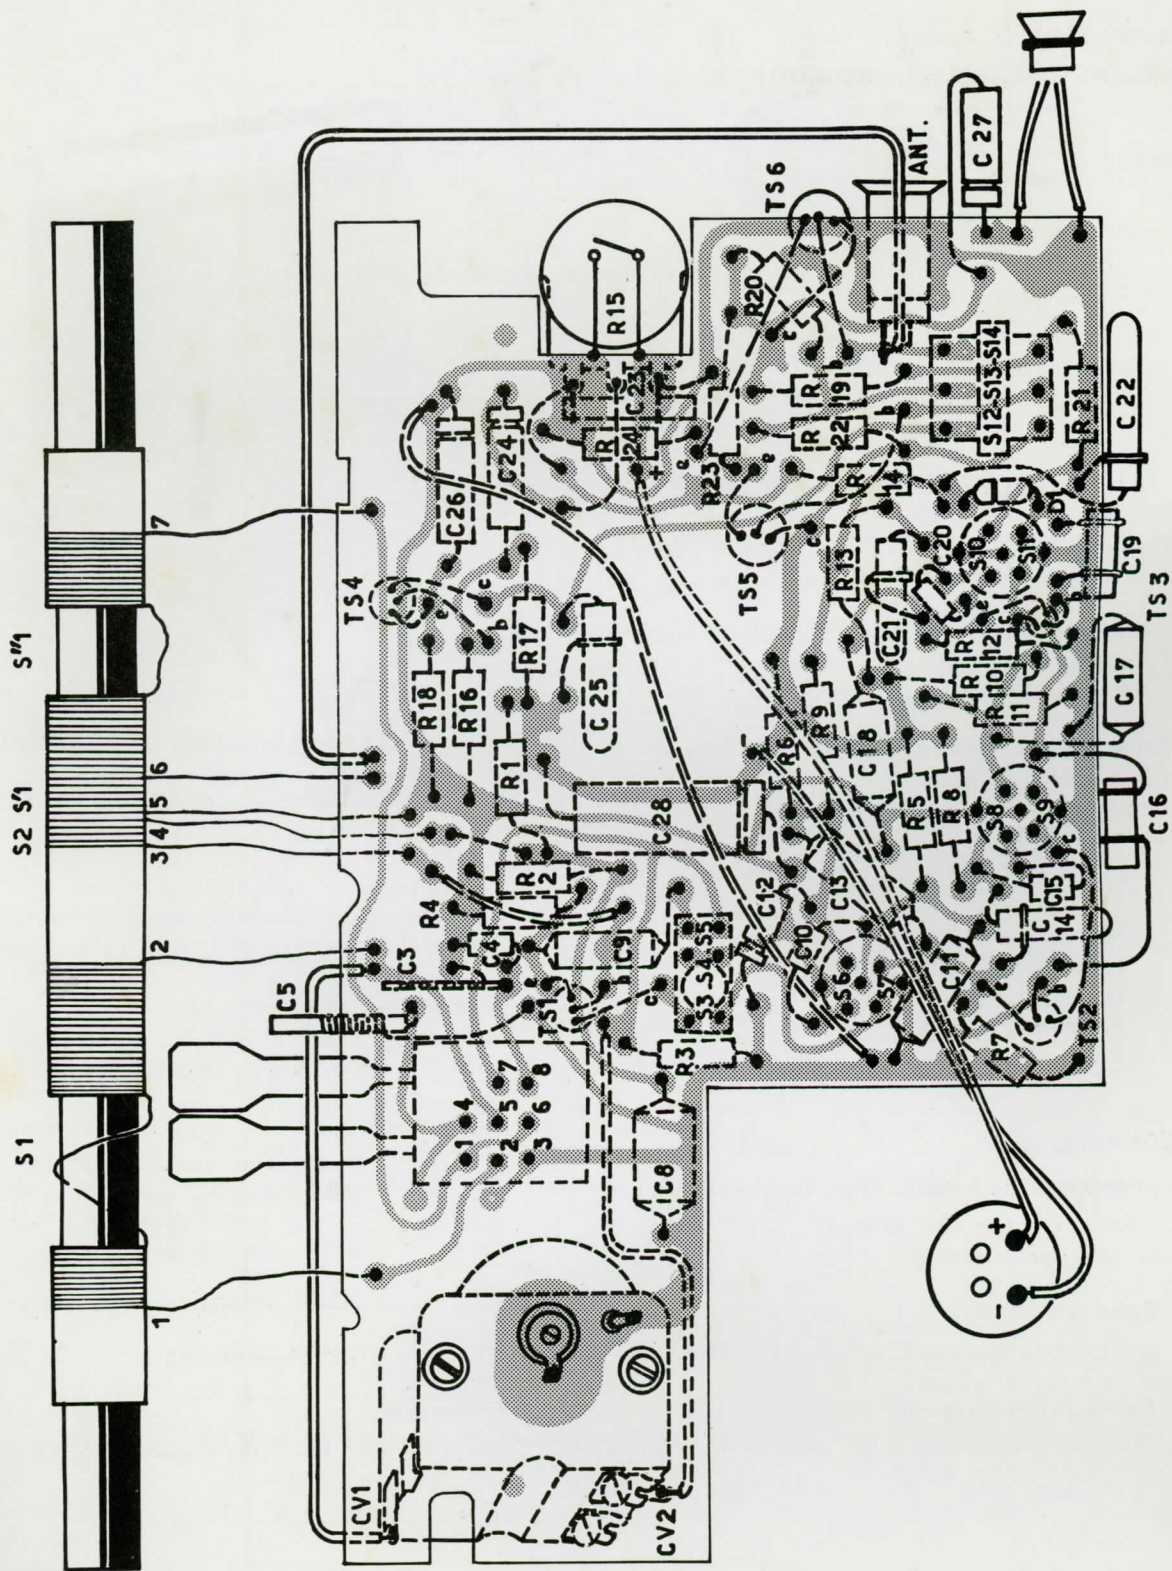 S1
S2
S'1
S"1
1
2
3
4
5
6
7
C5
CV1
CV2
1
2
3
4
5
6
7
8
C3
C4
R4
R2
R1
C9
TS1
e
b
c
S3-S4-S5
R3
C8
R18
R16
R17
TS4
e
b
c
C26
C24
C25
C28
R15
C23
R24
+
R23
R20
TS6
c
b
e
ANT.
C27
R19
R22
R14
b
e
c
TS5
R13
S12-S13-S14
R21
C22
D
C20
C21
S10
S11
C19
TS3
e
c
b
R12
R10
R11
C17
R9
R6
C18
R5
R8
S8
S9
C16
C15
C14
C13
C12
C10
S6
S7
C11
R7
TS2
e
b
c
+
-